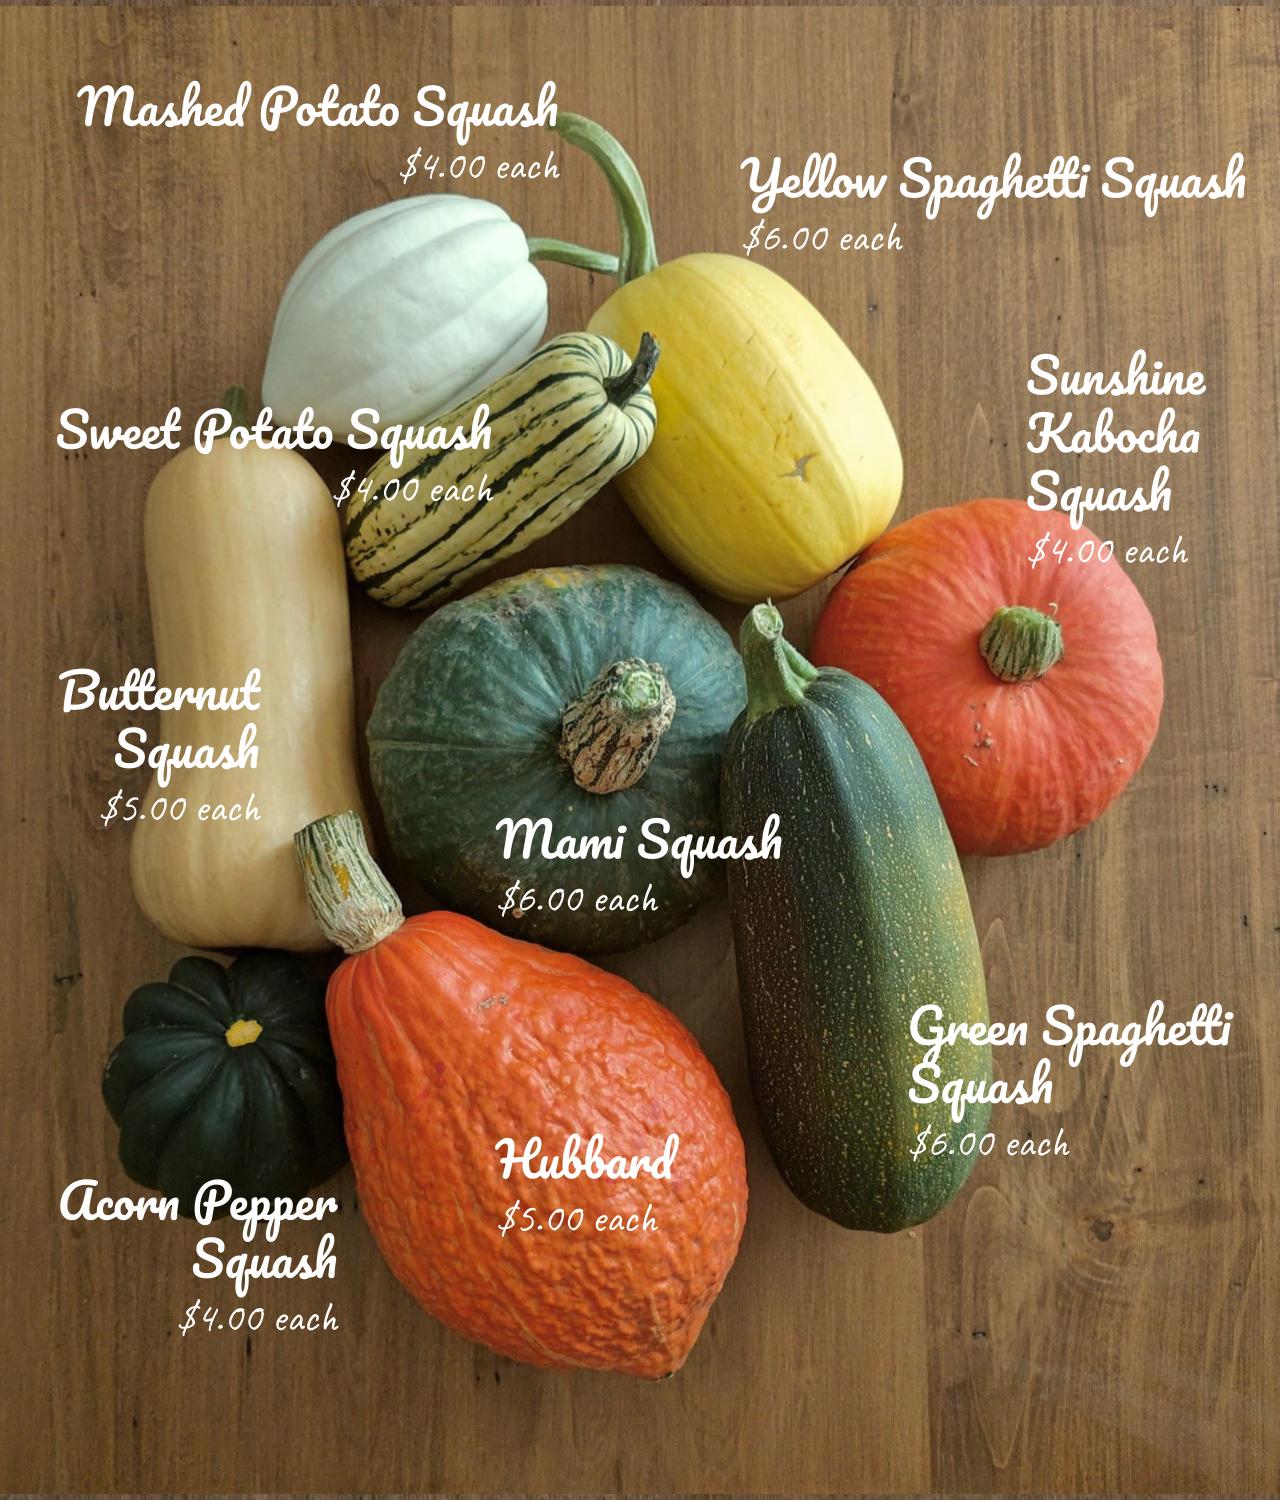 Mashed Potato Squash
$4.00 each
Yellow Spaghetti Squash
$6.00 each
Sunshine
Kabocha
Squash
$4.00 each
Sweet Potato Squash
$4.00 each
Butternut
Squash
$5.00 each
Mami Squash
$6.00 each
Green Spaghetti
Squash
$6.00 each
Hubbard
$5.00 each
Acorn Pepper
Squash
$4.00 each